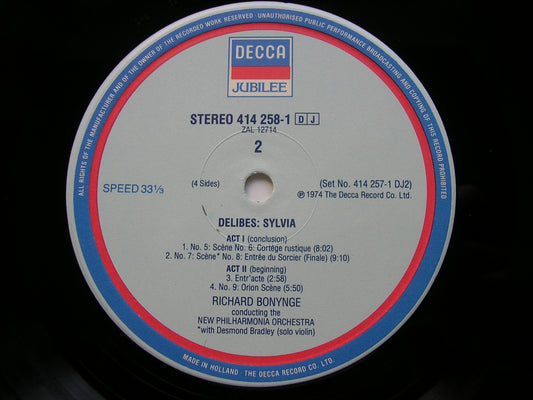 ALL RIGHTS OF THE MANUFACTURER AND OF THE OWNER OF THE RECORDED WORK RESERVED · UNAUTHORISED PUBLIC PERFORMANCE BROADCASTING AND COPYING OF THIS RECORD PROHIBITED
DECCA
JUBILEE
STEREO 414 258-1 DJ
ZAL 12714
2
SPEED 33⅓
(4 Sides)
(Set No. 414 257-1 DJ2)
℗ 1974 The Decca Record Co. Ltd.
DELIBES: SYLVIA
ACT I (conclusion)
1. No. 5: Scène No. 6: Cortège rustique (8:02)
2. No. 7: Scène* No. 8: Entrée du Sorcier (Finale) (9:10)
ACT II (beginning)
3. Entr'acte (2:58)
4. No. 9: Orion Scène (5:50)
RICHARD BONYNGE
conducting the
NEW PHILHARMONIA ORCHESTRA
*with Desmond Bradley (solo violin)
MADE IN HOLLAND · THE DECCA RECORD CO. LTD.